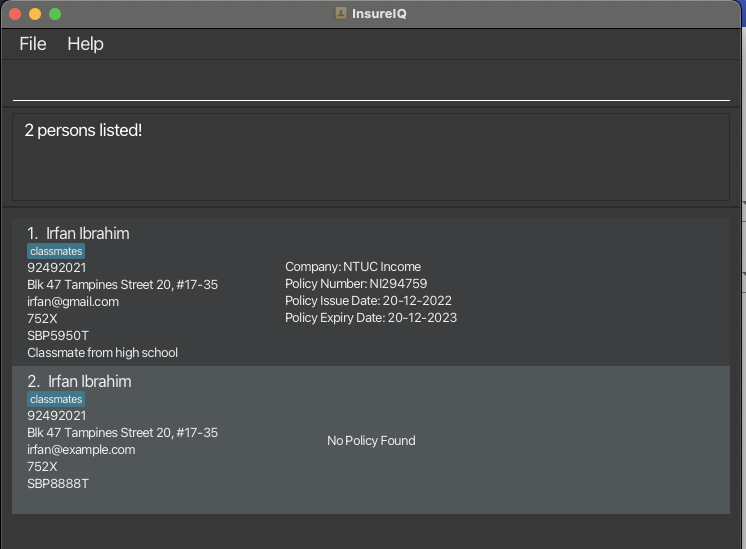 InsureIQ
File Help
2 persons listed!
1. Irfan Ibrahim
classmates
92492021
Blk 47 Tampines Street 20, #17-35
irfan@gmail.com
752X
SBP5950T
Classmate from high school
Company: NTUC Income
Policy Number: NI294759
Policy Issue Date: 20-12-2022
Policy Expiry Date: 20-12-2023
2. Irfan Ibrahim
classmates
92492021
Blk 47 Tampines Street 20, #17-35
irfan@example.com
752X
SBP8888T
No Policy Found